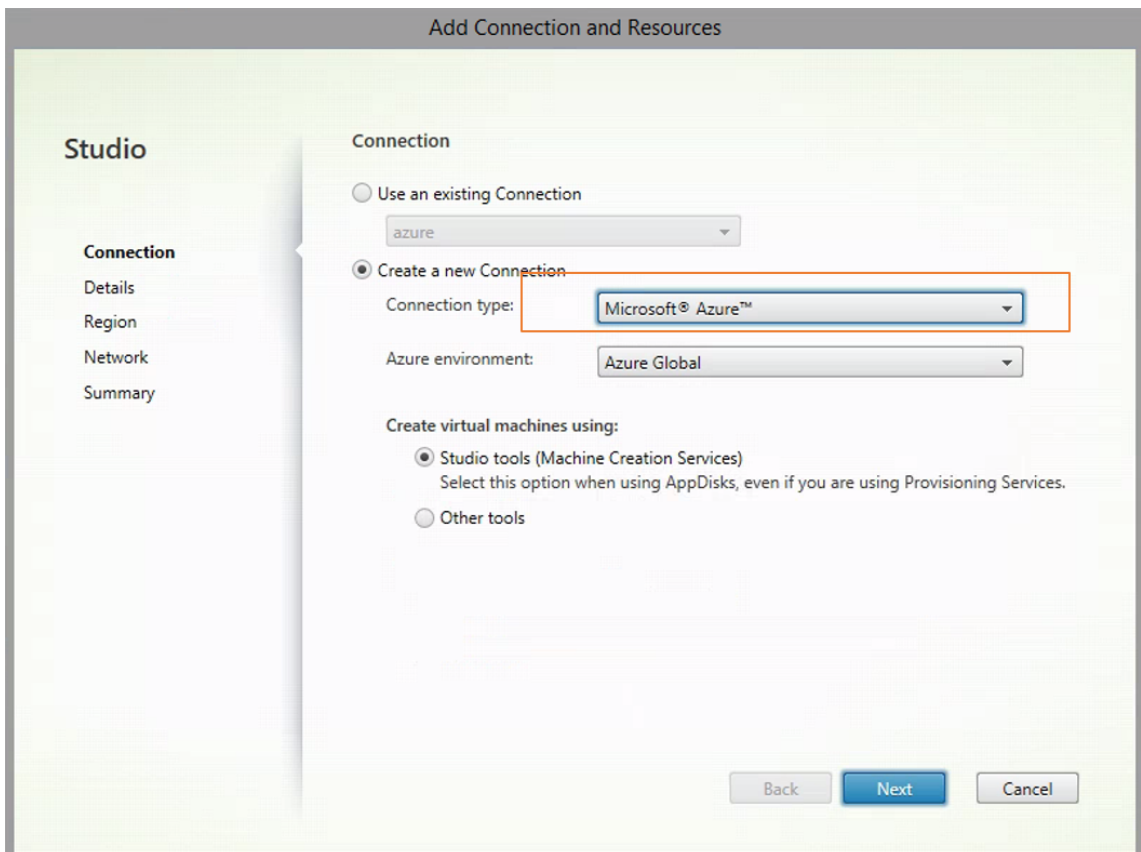 Add Connection and Resources
Studio
Connection
Details
Region
Network
Summary
Connection
Use an existing Connection
azure
Create a new Connection
Connection type:
Microsoft® Azure™
Azure environment:
Azure Global
Create virtual machines using:
Studio tools (Machine Creation Services)
Select this option when using AppDisks, even if you are using Provisioning Services.
Other tools
Back
Next
Cancel